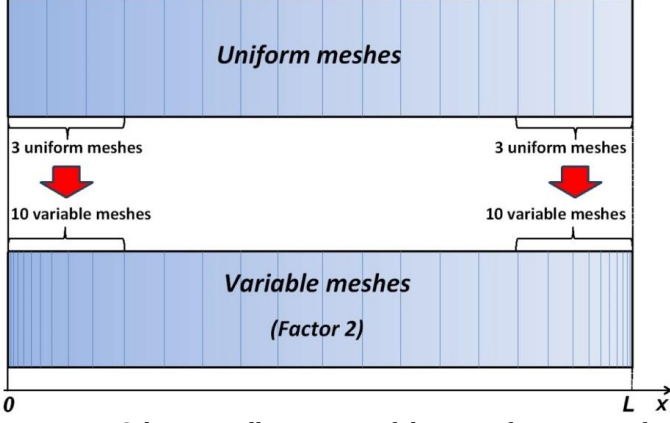 Uniform meshes
3 uniform meshes 3 uniform meshes
10 variable meshes 10 variable meshes
Variable meshes
(Factor 2)
0 L x